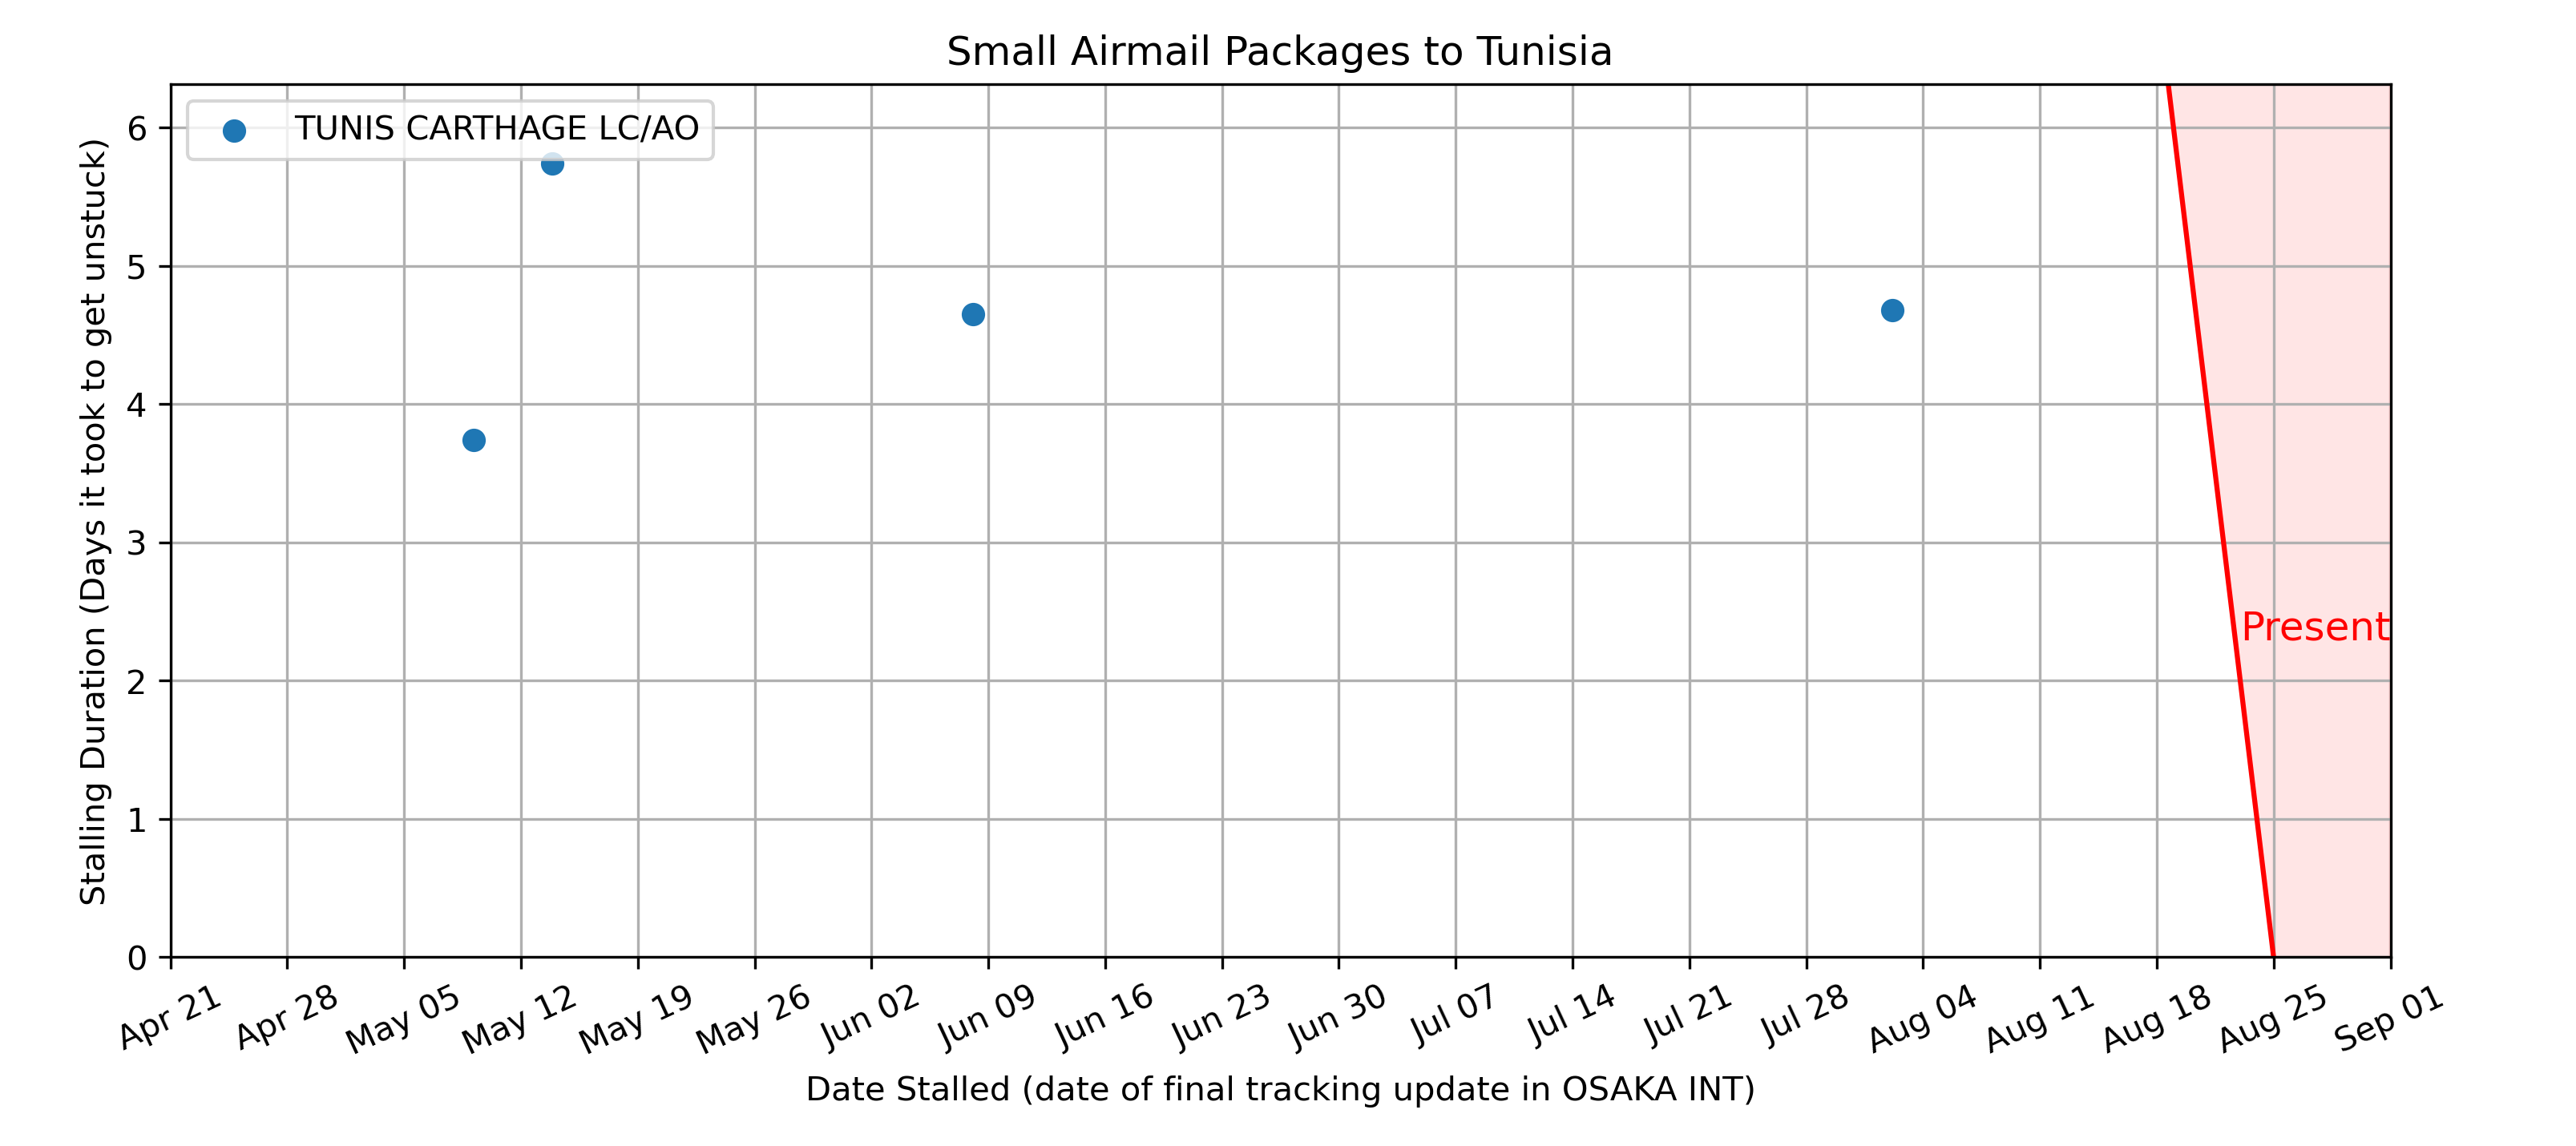 Small Airmail Packages to Tunisia
TUNIS CARTHAGE LC/AO
Stalling Duration (Days it took to get unstuck)
6
5
4
3
2
1
0
Present
Apr 21
Apr 28
May 05
May 12
May 19
May 26
Jun 02
Jun 09
Jun 16
Jun 23
Jun 30
Jul 07
Jul 14
Jul 21
Jul 28
Aug 04
Aug 11
Aug 18
Aug 25
Sep 01
Date Stalled (date of final tracking update in OSAKA INT)